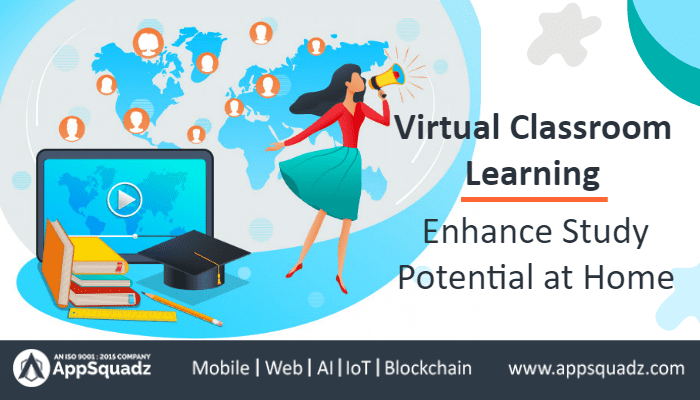 Virtual Classroom
Learning
Enhance Study
Potential at Home
AN ISO 9001 : 2015 COMPANY
AppSquadz
Mobile | Web | AI | IoT | Blockchain
www.appsquadz.com